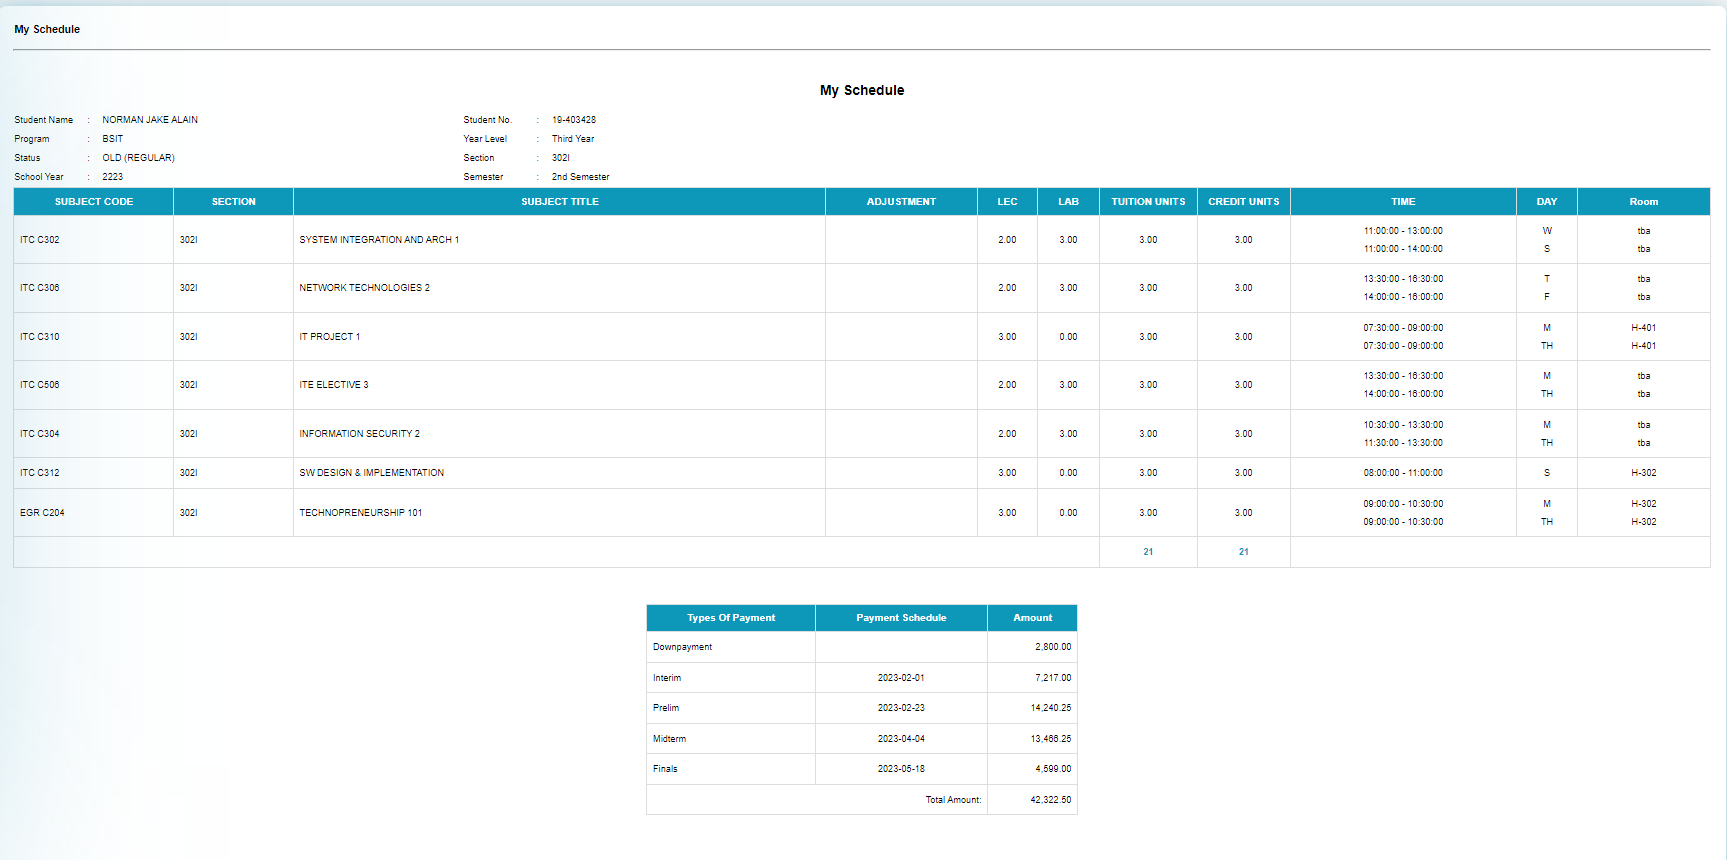 My Schedule
My Schedule
Student Name : NORMAN JAKE ALAIN Student No. : 19-403428
Program : BSIT Year Level : Third Year
Status : OLD (REGULAR) Section : 302I
School Year : 2223 Semester : 2nd Semester
SUBJECT CODE SECTION SUBJECT TITLE ADJUSTMENT LEC LAB TUITION UNITS CREDIT UNITS TIME DAY Room
ITC C302 302I SYSTEM INTEGRATION AND ARCH 1 2.00 3.00 3.00 3.00 11:00:00 - 13:00:00 W tba
11:00:00 - 14:00:00 S tba
ITC C306 302I NETWORK TECHNOLOGIES 2 2.00 3.00 3.00 3.00 13:30:00 - 16:30:00 T tba
14:00:00 - 16:00:00 F tba
ITC C310 302I IT PROJECT 1 3.00 0.00 3.00 3.00 07:30:00 - 09:00:00 M H-401
07:30:00 - 09:00:00 TH H-401
ITC C506 302I ITE ELECTIVE 3 2.00 3.00 3.00 3.00 13:30:00 - 16:30:00 M tba
14:00:00 - 16:00:00 TH tba
ITC C304 302I INFORMATION SECURITY 2 2.00 3.00 3.00 3.00 10:30:00 - 13:30:00 M tba
11:30:00 - 13:30:00 TH tba
ITC C312 302I SW DESIGN & IMPLEMENTATION 3.00 0.00 3.00 3.00 08:00:00 - 11:00:00 S H-302
EGR C204 302I TECHNOPRENEURSHIP 101 3.00 0.00 3.00 3.00 09:00:00 - 10:30:00 M H-302
09:00:00 - 10:30:00 TH H-302
21 21
Types Of Payment Payment Schedule Amount
Downpayment 2,800.00
Interim 2023-02-01 7,217.00
Prelim 2023-02-23 14,240.25
Midterm 2023-04-04 13,466.25
Finals 2023-05-18 4,599.00
Total Amount: 42,322.50